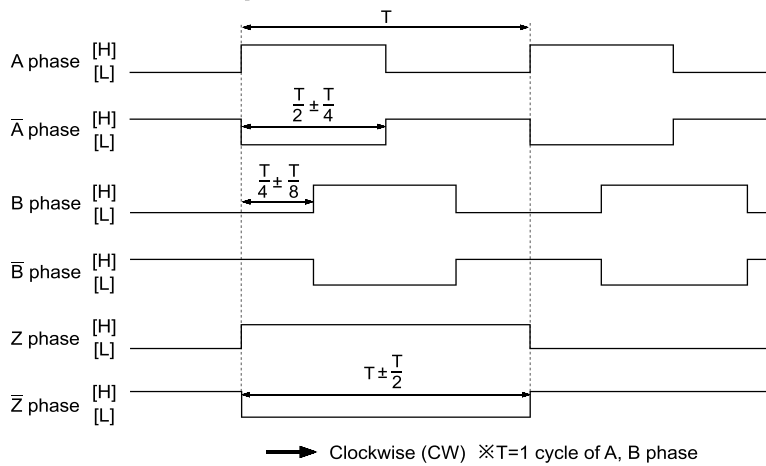 T
A phase [H]
[L]
T/2 ± T/4
A̅ phase [H]
[L]
T/4 ± T/8
B phase [H]
[L]
B̅ phase [H]
[L]
Z phase [H]
[L]
T ± T/2
Z̅ phase [H]
[L]
Clockwise (CW) ※T=1 cycle of A, B phase